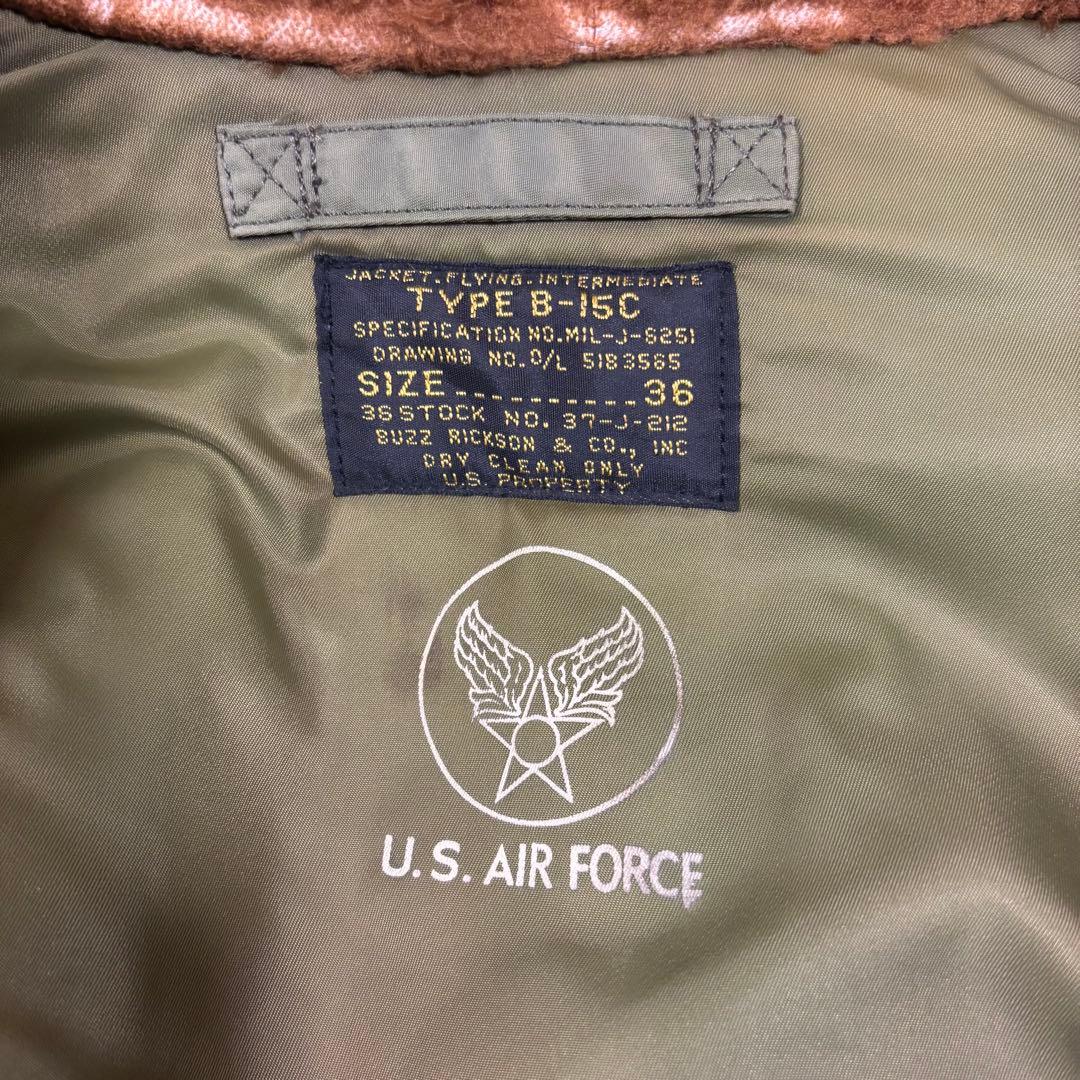 JACKET.FLYING.INTERMEDIATE
TYPE B-15C
SPECIFICATION NO.MIL-J-6251
DRAWING NO.O/L 5183565
SIZE..........36
36 STOCK NO. 37-J-212
BUZZ RICKSON & CO., INC
DRY CLEAN ONLY
U.S. PROPERTY
U.S. AIR FORCE